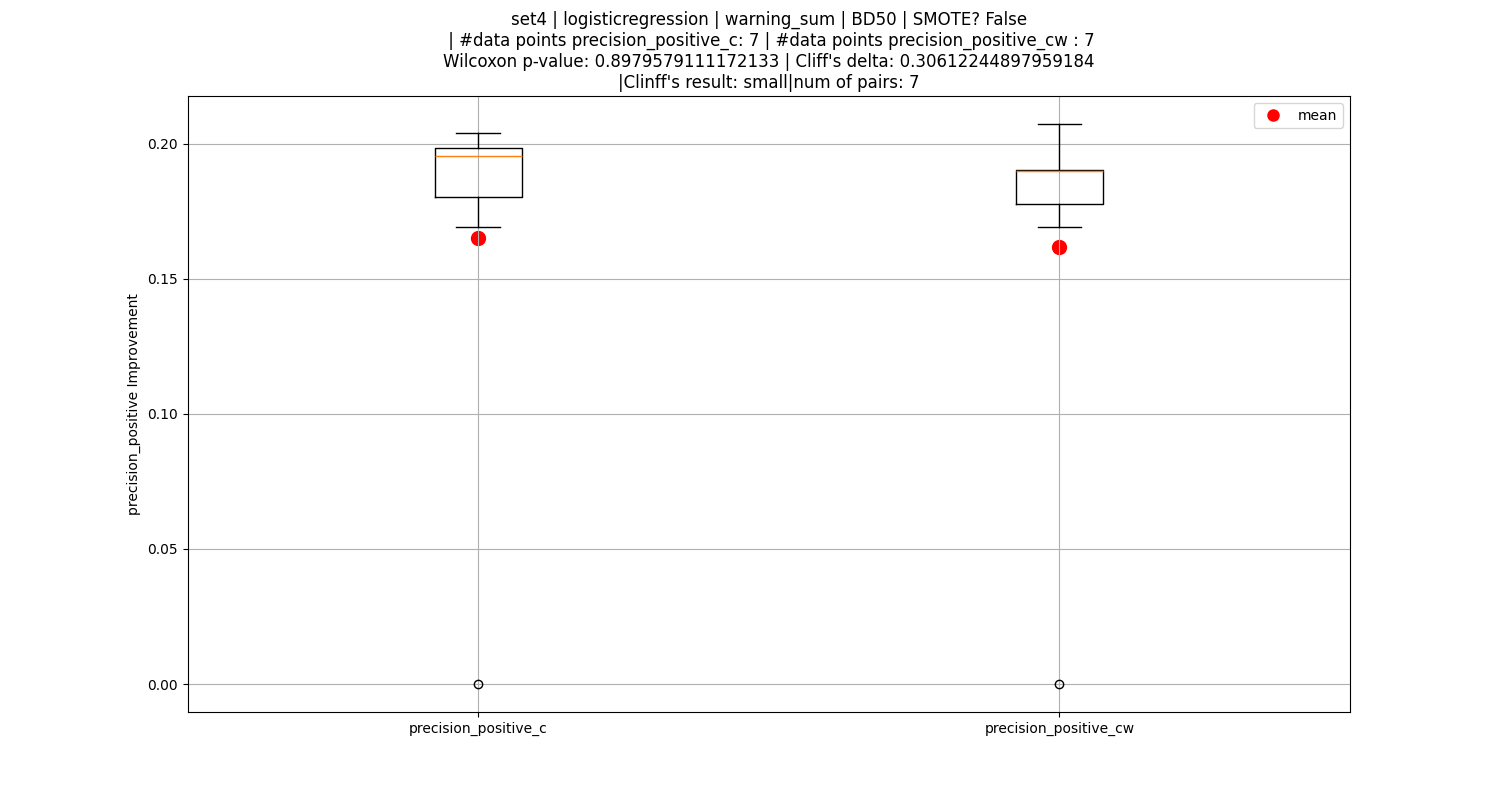 set4 | logisticregression | warning_sum | BD50 | SMOTE? False
| #data points precision_positive_c: 7 | #data points precision_positive_cw : 7
Wilcoxon p-value: 0.8979579111172133 | Cliff's delta: 0.30612244897959184
|Clinff's result: small|num of pairs: 7
mean
precision_positive Improvement
0.20
0.15
0.10
0.05
0.00
precision_positive_c
precision_positive_cw